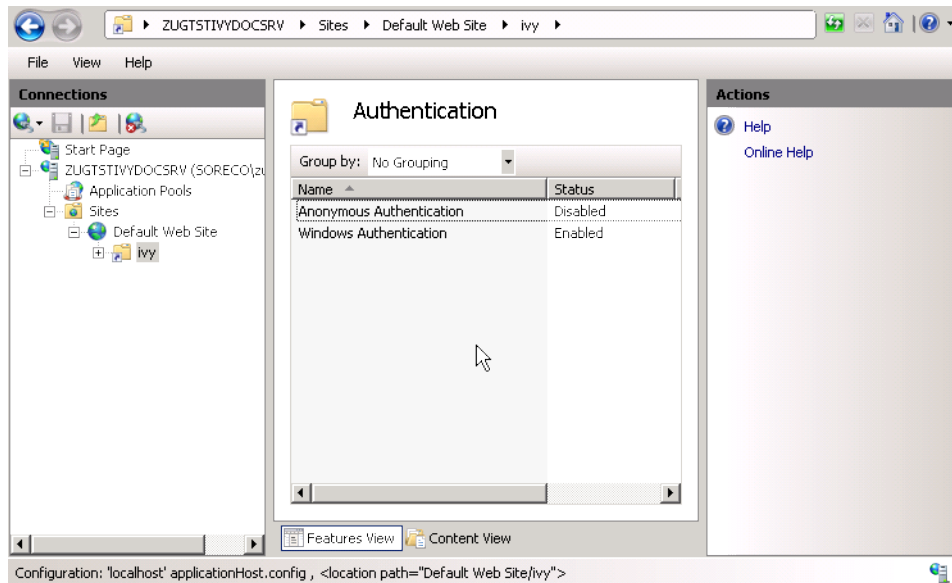 ZUGTSTIVYDOCSRV Sites Default Web Site ivy
File View Help
Connections
Start Page
ZUGTSTIVYDOCSRV (SORECO\zu
Application Pools
Sites
Default Web Site
ivy
Authentication
Group by: No Grouping
Name Status
Anonymous Authentication Disabled
Windows Authentication Enabled
Features View Content View
Actions
Help
Online Help
Configuration: 'localhost' applicationHost.config , <location path="Default Web Site/ivy">